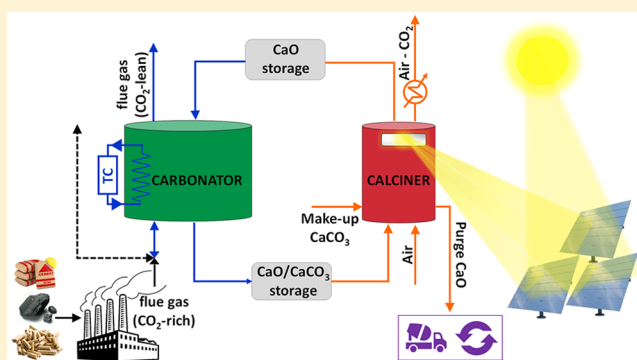 CaO
storage
flue gas
(CO₂-lean)
Air - CO₂
TC
CARBONATOR
CALCINER
Make-up
CaCO₃
Air
Purge CaO
CaO/CaCO₃
storage
CEMENT
flue gas
(CO₂-rich)